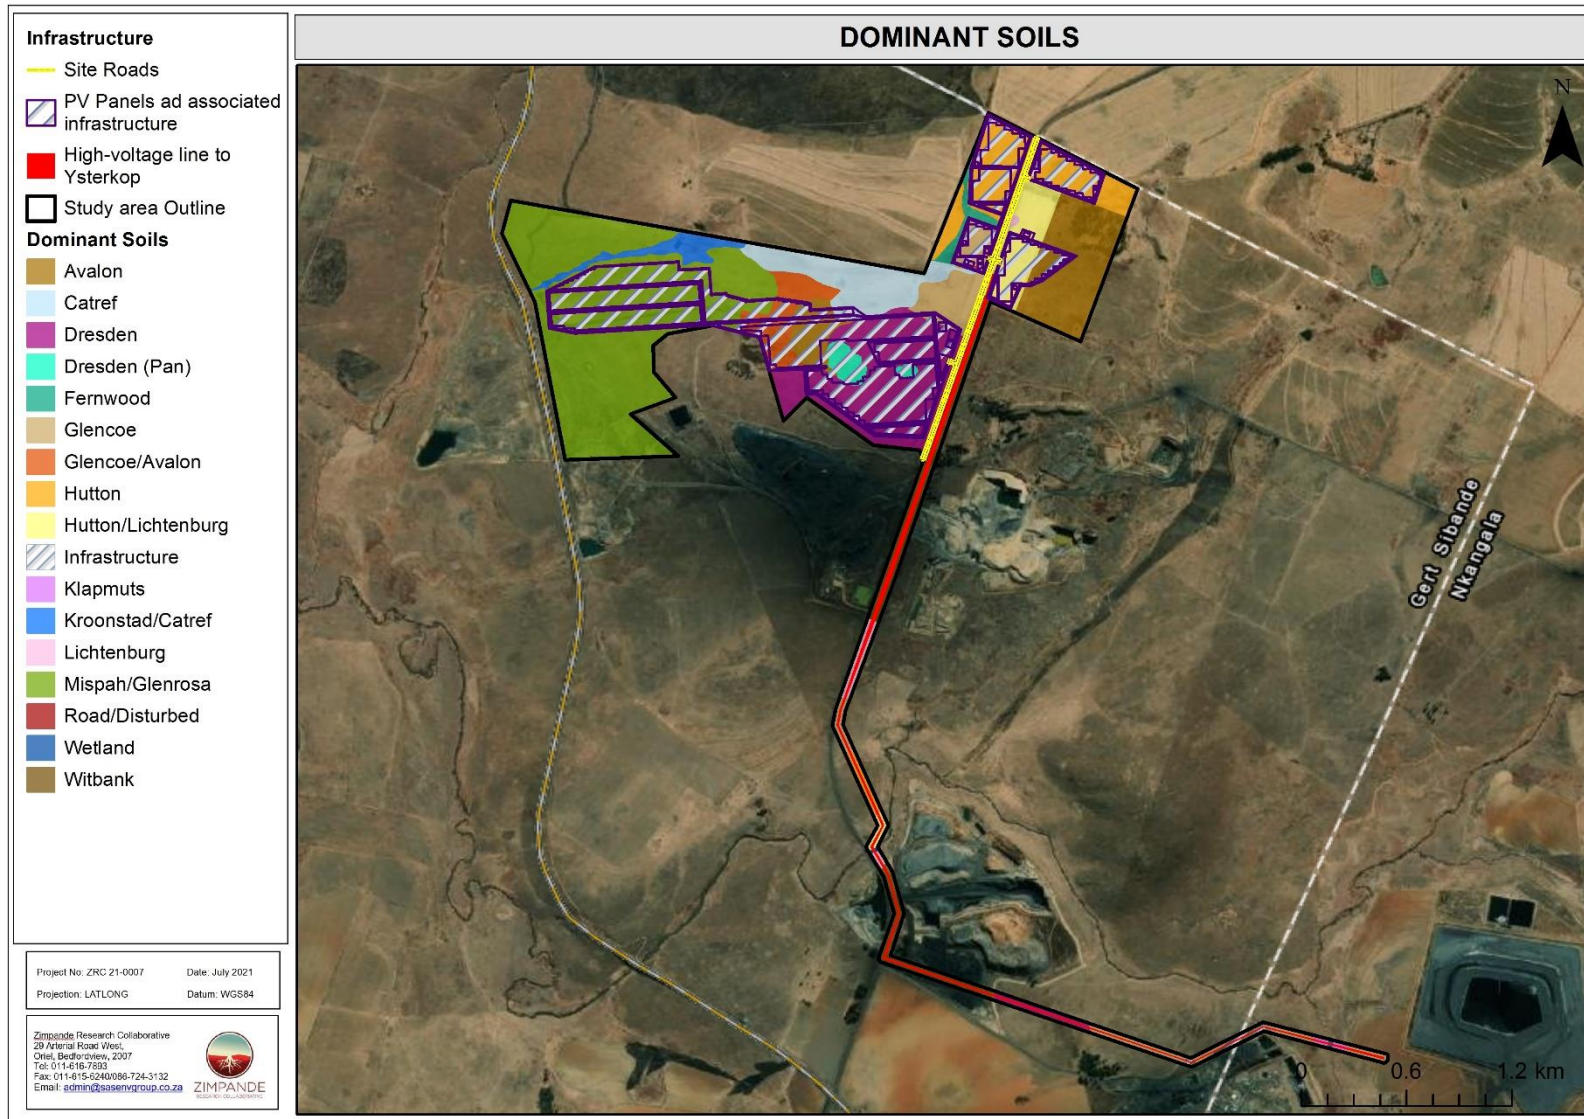 DOMINANT SOILS
Infrastructure
Site Roads
PV Panels ad associated
infrastructure
High-voltage line to
Ysterkop
Study area Outline
Dominant Soils
Avalon
Catref
Dresden
Dresden (Pan)
Fernwood
Glencoe
Glencoe/Avalon
Hutton
Hutton/Lichtenburg
Infrastructure
Klapmuts
Kroonstad/Catref
Lichtenburg
Mispah/Glenrosa
Road/Disturbed
Wetland
Witbank
Project No: ZRC 21-0007 Date: July 2021
Projection: LATLONG Datum: WGS84
Zimpande Research Collaborative
29 Arterial Road West,
Oriel, Bedfordview, 2007
Tel: 011-616-7893
Fax: 011-615-6240/086-724-3132
Email: admin@sasenvgroup.co.za
ZIMPANDE
RESEARCH COLLABORATIVE
N
Gert Sibande
Nkangala
0 0.6 1.2 km